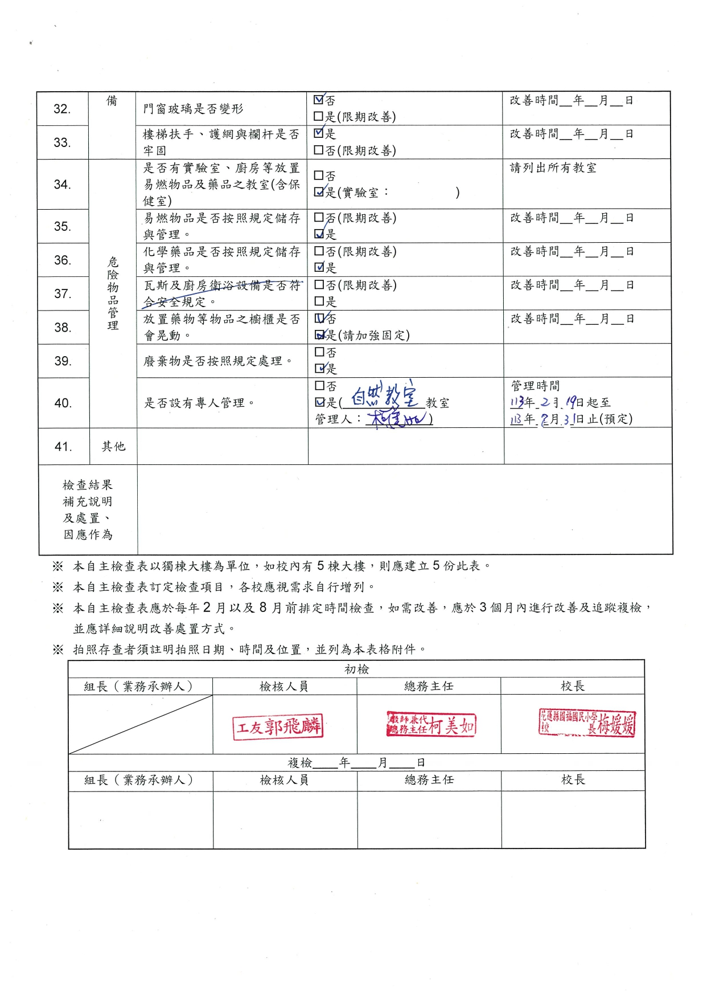 32.
備
門窗玻璃是否變形
☑否
□是(限期改善)
改善時間__年__月__日
33.
樓梯扶手、護網與欄杆是否
牢固
☑是
□否(限期改善)
改善時間__年__月__日
34.
危險物品管理
是否有實驗室、廚房等放置
易燃物品及藥品之教室(含保
健室)
□否
☑是(實驗室: )
請列出所有教室
35.
易燃物品是否按照規定儲存
與管理。
□否(限期改善)
☑是
改善時間__年__月__日
36.
化學藥品是否按照規定儲存
與管理。
□否(限期改善)
☑是
改善時間__年__月__日
37.
瓦斯及廚房衛浴設備是否符
合安全規定。
□否(限期改善)
□是
改善時間__年__月__日
38.
放置藥物等物品之櫥櫃是否
會晃動。
☑否
☑是(請加強固定)
改善時間__年__月__日
39.
廢棄物是否按照規定處理。
□否
☑是
40.
是否設有專人管理。
□否
☑是(自然教室教室
管理人: )
管理時間
113年2月19日起至
113年 月31日止(預定)
41.
其他
檢查結果
補充說明
及處置、
因應作為
※ 本自主檢查表以獨棟大樓為單位，如校內有 5 棟大樓，則應建立 5 份此表。
※ 本自主檢查表訂定檢查項目，各校應視需求自行增列。
※ 本自主檢查表應於每年 2 月以及 8 月前排定時間檢查，如需改善，應於 3 個月內進行改善及追蹤複檢，
並應詳細說明改善處置方式。
※ 拍照存查者須註明拍照日期、時間及位置，並列為本表格附件。
初檢
組長（業務承辦人） 檢核人員 總務主任 校長
工友郭飛麟
教師兼代
總務主任柯美如
花蓮縣國福國民小學
校長梅媛媛
複檢____年____月____日
組長（業務承辦人） 檢核人員 總務主任 校長